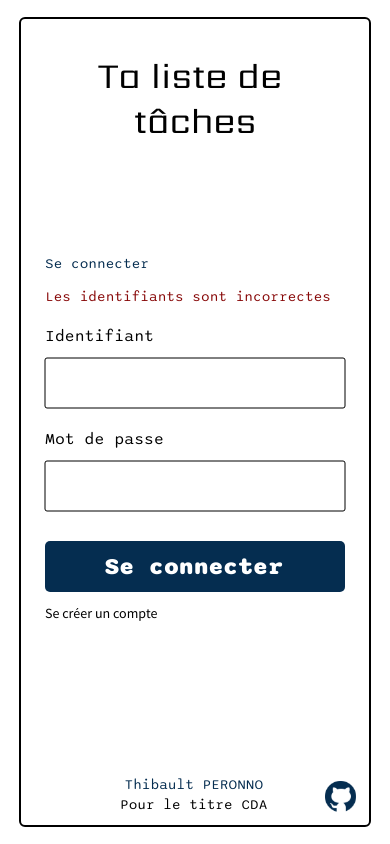 Ta liste de
tâches
Se connecter
Les identifiants sont incorrectes
Identifiant
Mot de passe
Se connecter
Se créer un compte
Thibault PERONNO
Pour le titre CDA